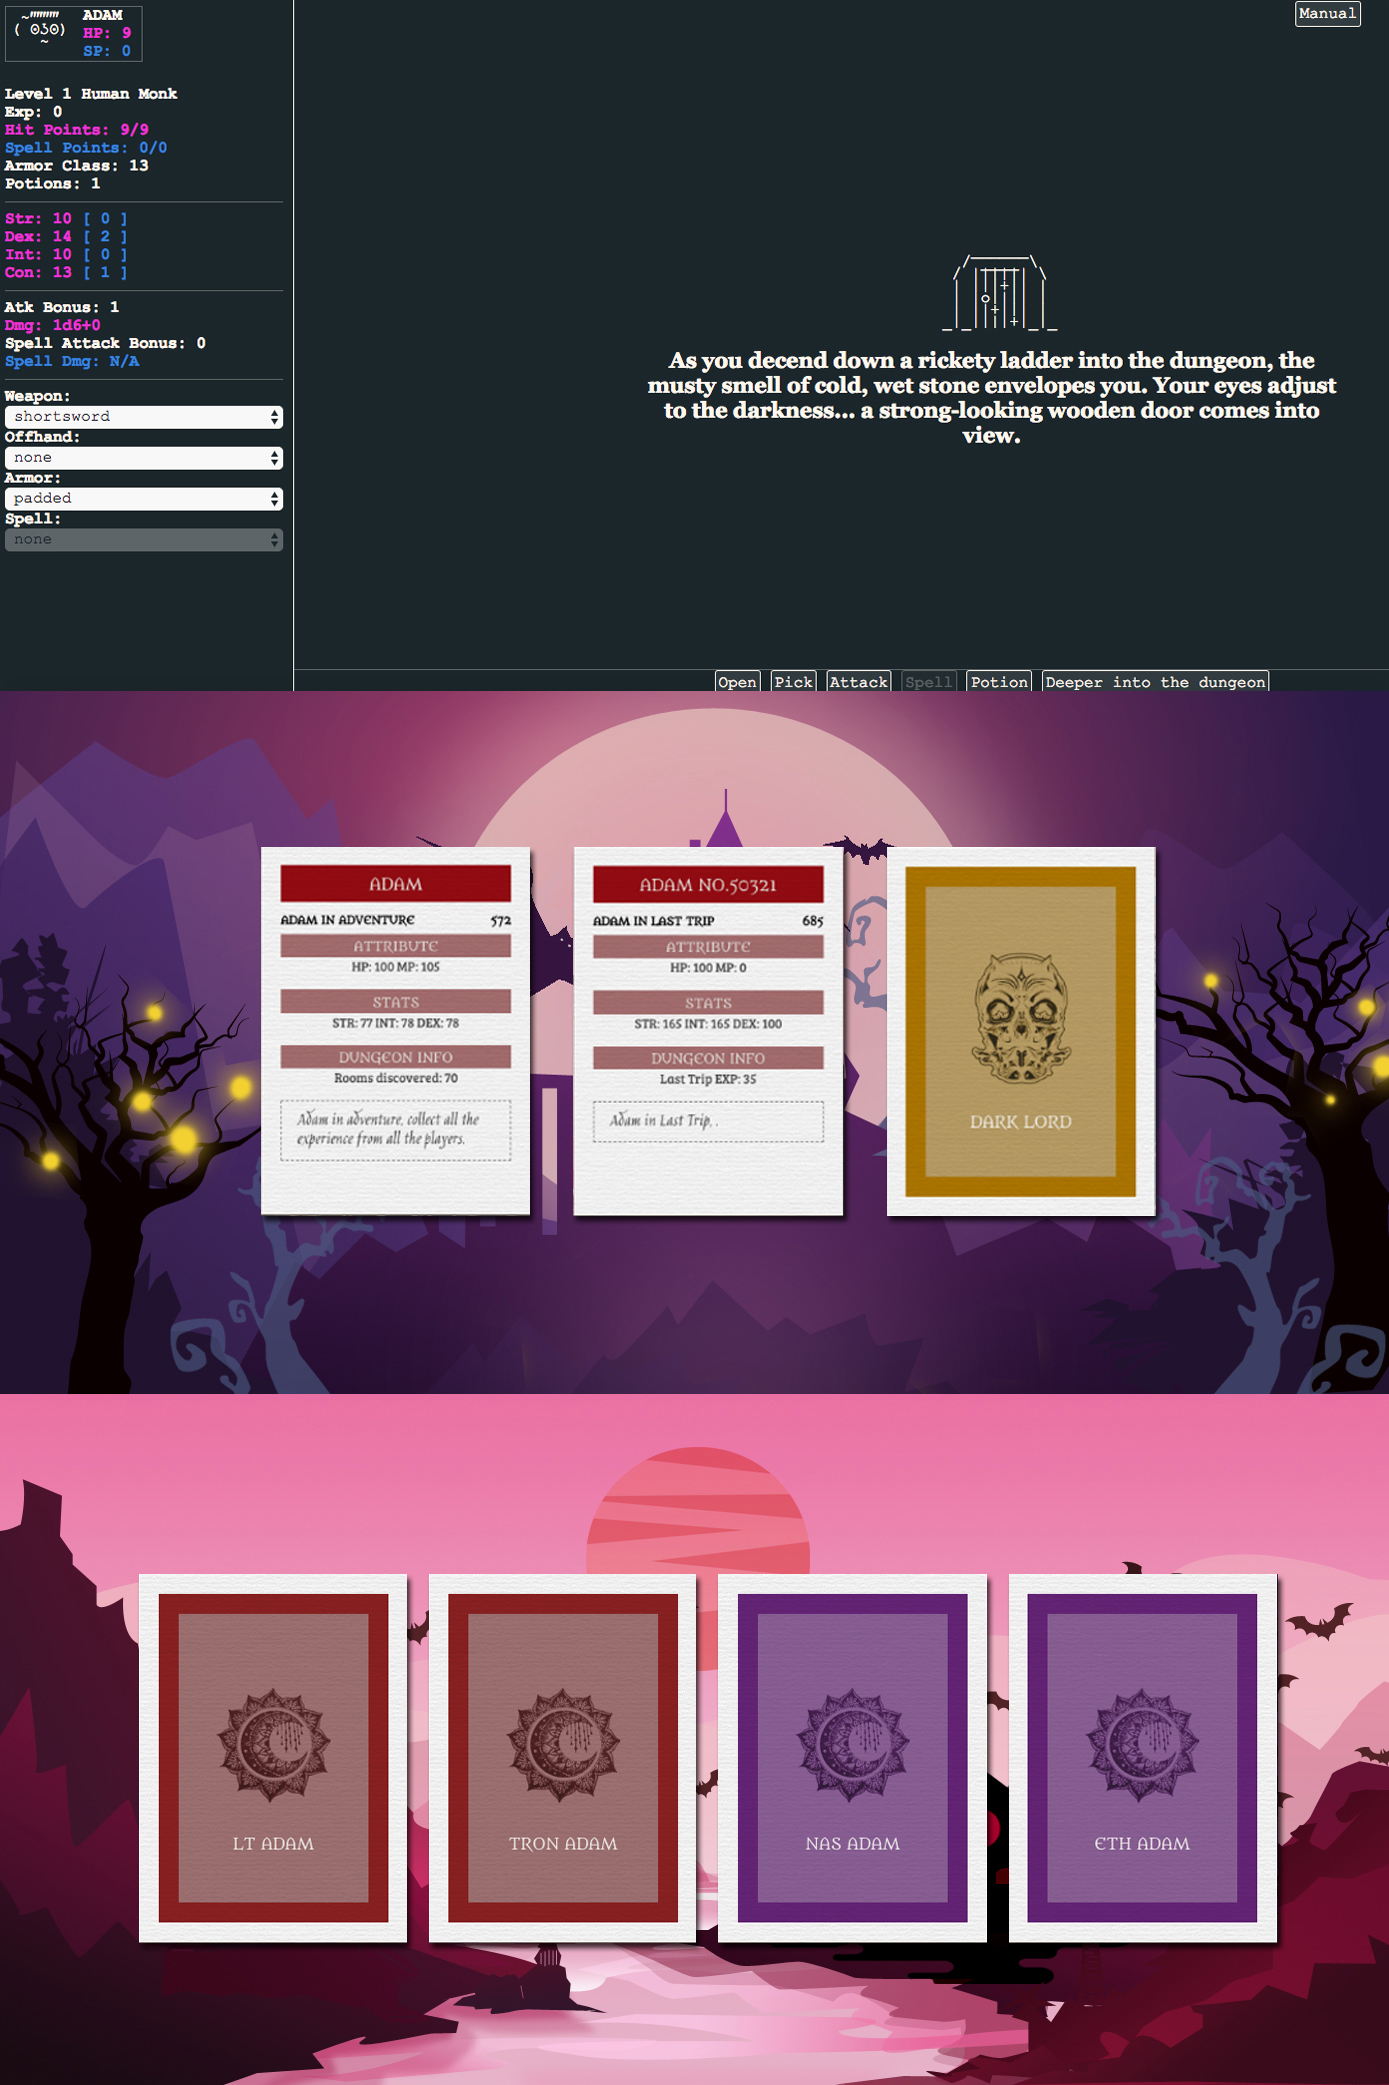 ADAM
HP: 9
SP: 0
Manual
Level 1 Human Monk
Exp: 0
Hit Points: 9/9
Spell Points: 0/0
Armor Class: 13
Potions: 1
Str: 10 [ 0 ]
Dex: 14 [ 2 ]
Int: 10 [ 0 ]
Con: 13 [ 1 ]
Atk Bonus: 1
Dmg: 1d6+0
Spell Attack Bonus: 0
Spell Dmg: N/A
Weapon:
shortsword
Offhand:
none
Armor:
padded
Spell:
none
As you decend down a rickety ladder into the dungeon, the
musty smell of cold, wet stone envelopes you. Your eyes adjust
to the darkness... a strong-looking wooden door comes into
view.
Open Pick Attack Spell Potion Deeper into the dungeon
ADAM
ADAM IN ADVENTURE 572
ATTRIBUTE
HP: 100 MP: 105
STATS
STR: 77 INT: 78 DEX: 78
DUNGEON INFO
Rooms discovered: 70
Adam in adventure, collect all the
experience from all the players.
ADAM NO.50321
ADAM IN LAST TRIP 685
ATTRIBUTE
HP: 100 MP: 0
STATS
STR: 165 INT: 165 DEX: 100
DUNGEON INFO
Last Trip EXP: 35
Adam in Last Trip, .
DARK LORD
LT ADAM
TRON ADAM
NAS ADAM
ETH ADAM